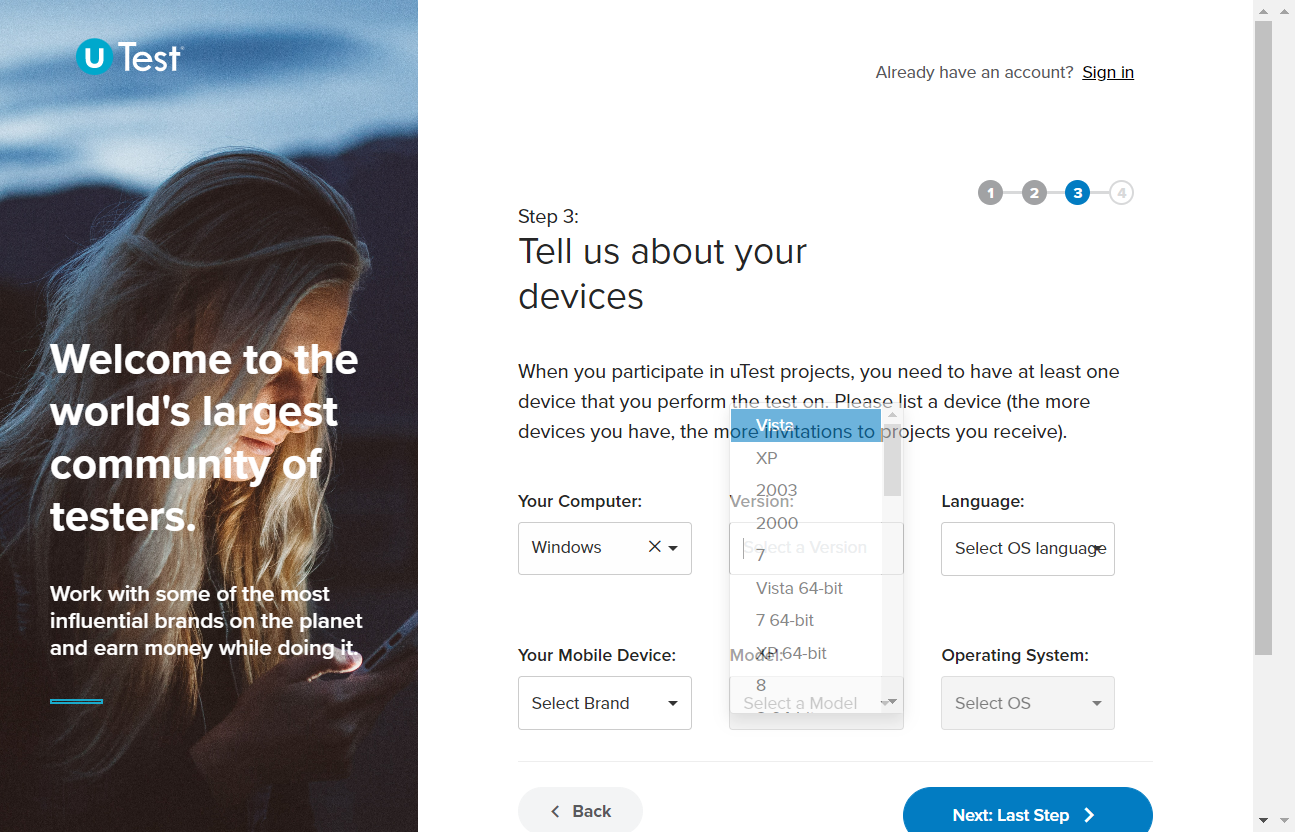 U Test
Already have an account? Sign in
1 2 3 4
Step 3:
Tell us about your
devices
Welcome to the
world's largest
community of
testers.
Work with some of the most
influential brands on the planet
and earn money while doing it.
When you participate in uTest projects, you need to have at least one
device that you perform the test on. Please list a device (the more
devices you have, the more invitations to projects you receive).
Your Computer:
Windows
Version:
Select a Version
Vista
XP
2003
2000
7
Vista 64-bit
7 64-bit
XP 64-bit
8
Language:
Select OS language
Your Mobile Device:
Select Brand
Model:
Select a Model
Operating System:
Select OS
Back
Next: Last Step